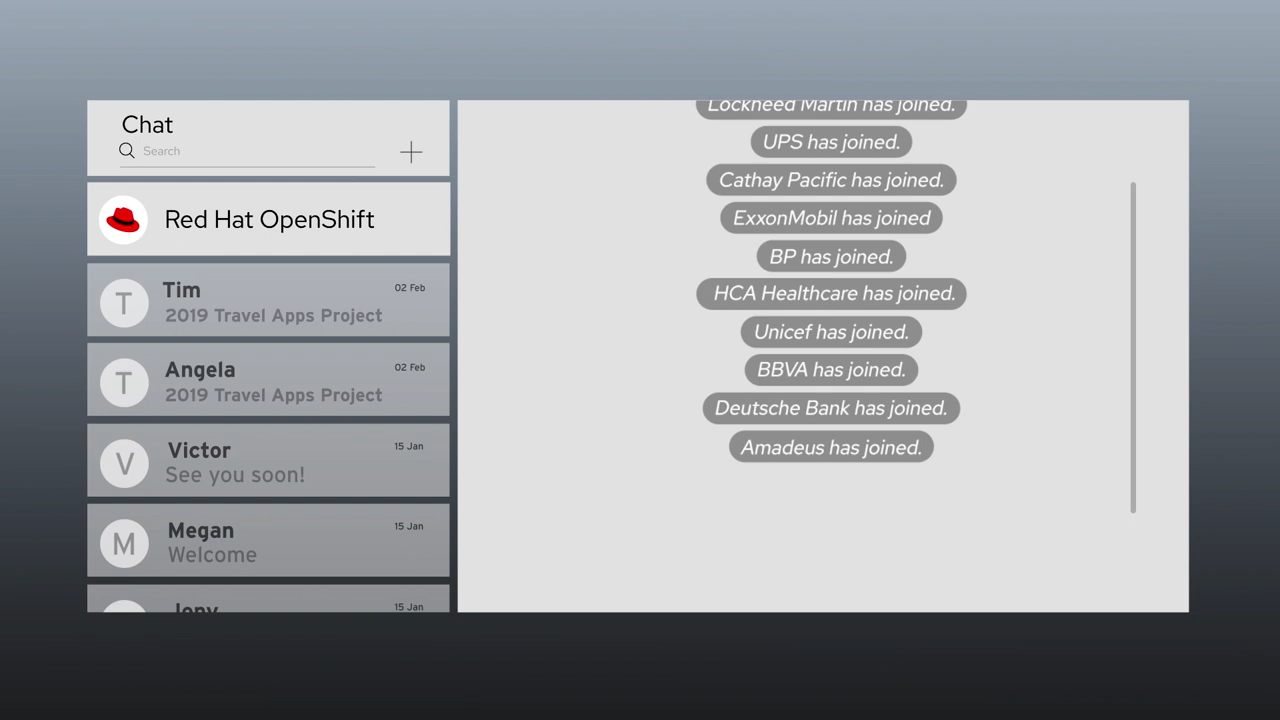 Chat
Search
Red Hat OpenShift
T
Tim
02 Feb
2019 Travel Apps Project
T
Angela
02 Feb
2019 Travel Apps Project
V
Victor
15 Jan
See you soon!
M
Megan
15 Jan
Welcome
15 Jan
Lockheed Martin has joined.
UPS has joined.
Cathay Pacific has joined.
ExxonMobil has joined
BP has joined.
HCA Healthcare has joined.
Unicef has joined.
BBVA has joined.
Deutsche Bank has joined.
Amadeus has joined.